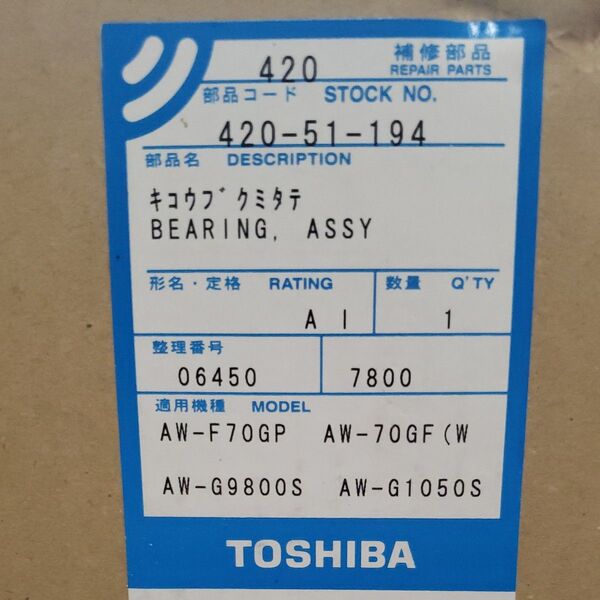 420 補修部品
REPAIR PARTS
部品コード STOCK NO.
420-51-194
部品名 DESCRIPTION
キコウブクミタテ
BEARING, ASSY
形名・定格 RATING 数量 Q'TY
A I 1
整理番号
06450 7800
適用機種 MODEL
AW-F70GP AW-70GF(W
AW-G9800S AW-G1050S
TOSHIBA